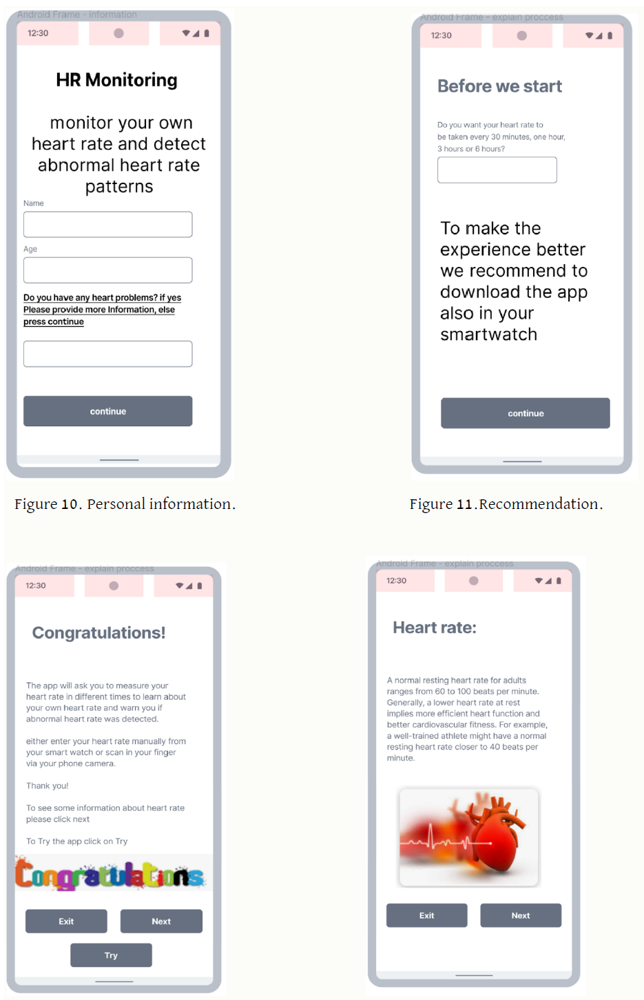 Android Frame - information
12:30
HR Monitoring
monitor your own
heart rate and detect
abnormal heart rate
patterns
Name
Age
Do you have any heart problems? if yes
Please provide more Information, else
press continue
continue
Figure 10. Personal information.
Android Frame - explain proccess
12:30
Before we start
Do you want your heart rate to
be taken every 30 minutes, one hour,
3 hours or 6 hours?
To make the
experience better
we recommend to
download the app
also in your
smartwatch
continue
Figure 11.Recommendation.
Android Frame - explain proccess
12:30
Congratulations!
The app will ask you to measure your
heart rate in different times to learn about
your own heart rate and warn you if
abnormal heart rate was detected.
either enter your heart rate manually from
your smart watch or scan in your finger
via your phone camera.
Thank you!
To see some information about heart rate
please click next
To Try the app click on Try
Congratulations
Exit
Next
Try
Android Frame - explain proccess
12:30
Heart rate:
A normal resting heart rate for adults
ranges from 60 to 100 beats per minute.
Generally, a lower heart rate at rest
implies more efficient heart function and
better cardiovascular fitness. For example,
a well-trained athlete might have a normal
resting heart rate closer to 40 beats per
minute.
Exit
Next